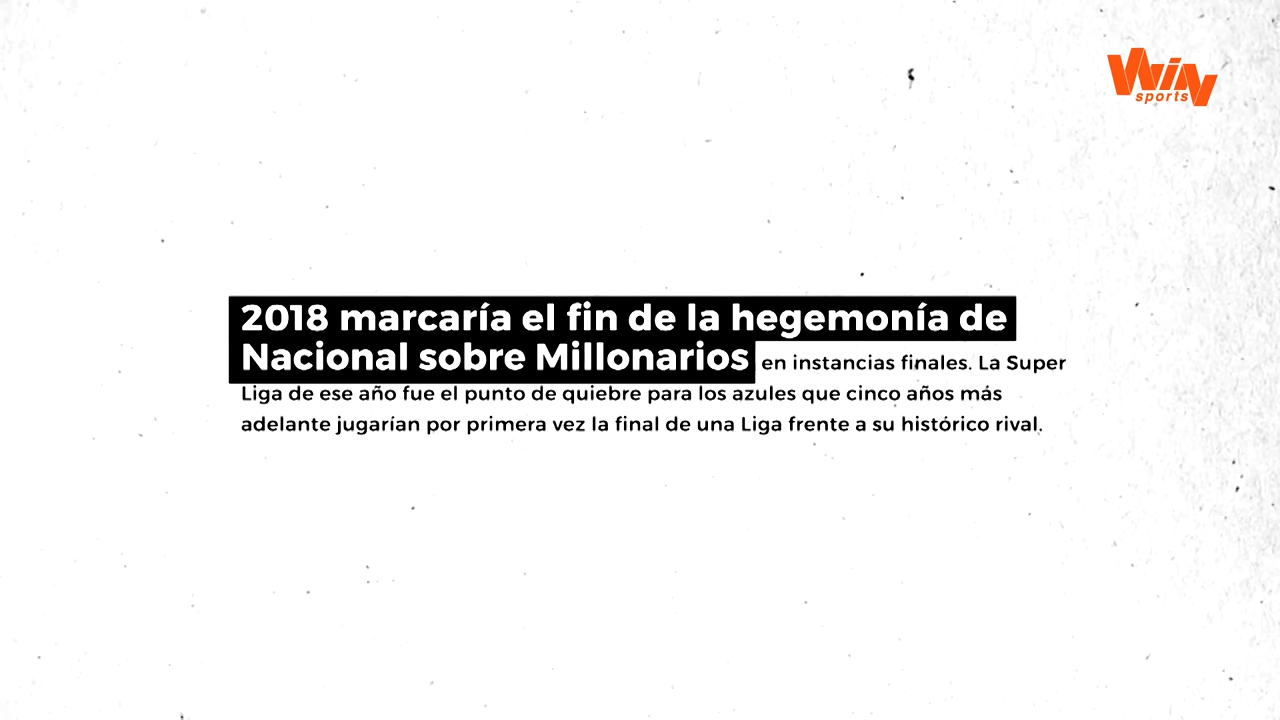 Win
sports
2018 marcaría el fin de la hegemonía de
Nacional sobre Millonarios en instancias finales. La Super
Liga de ese año fue el punto de quiebre para los azules que cinco años más
adelante jugarían por primera vez la final de una Liga frente a su histórico rival.